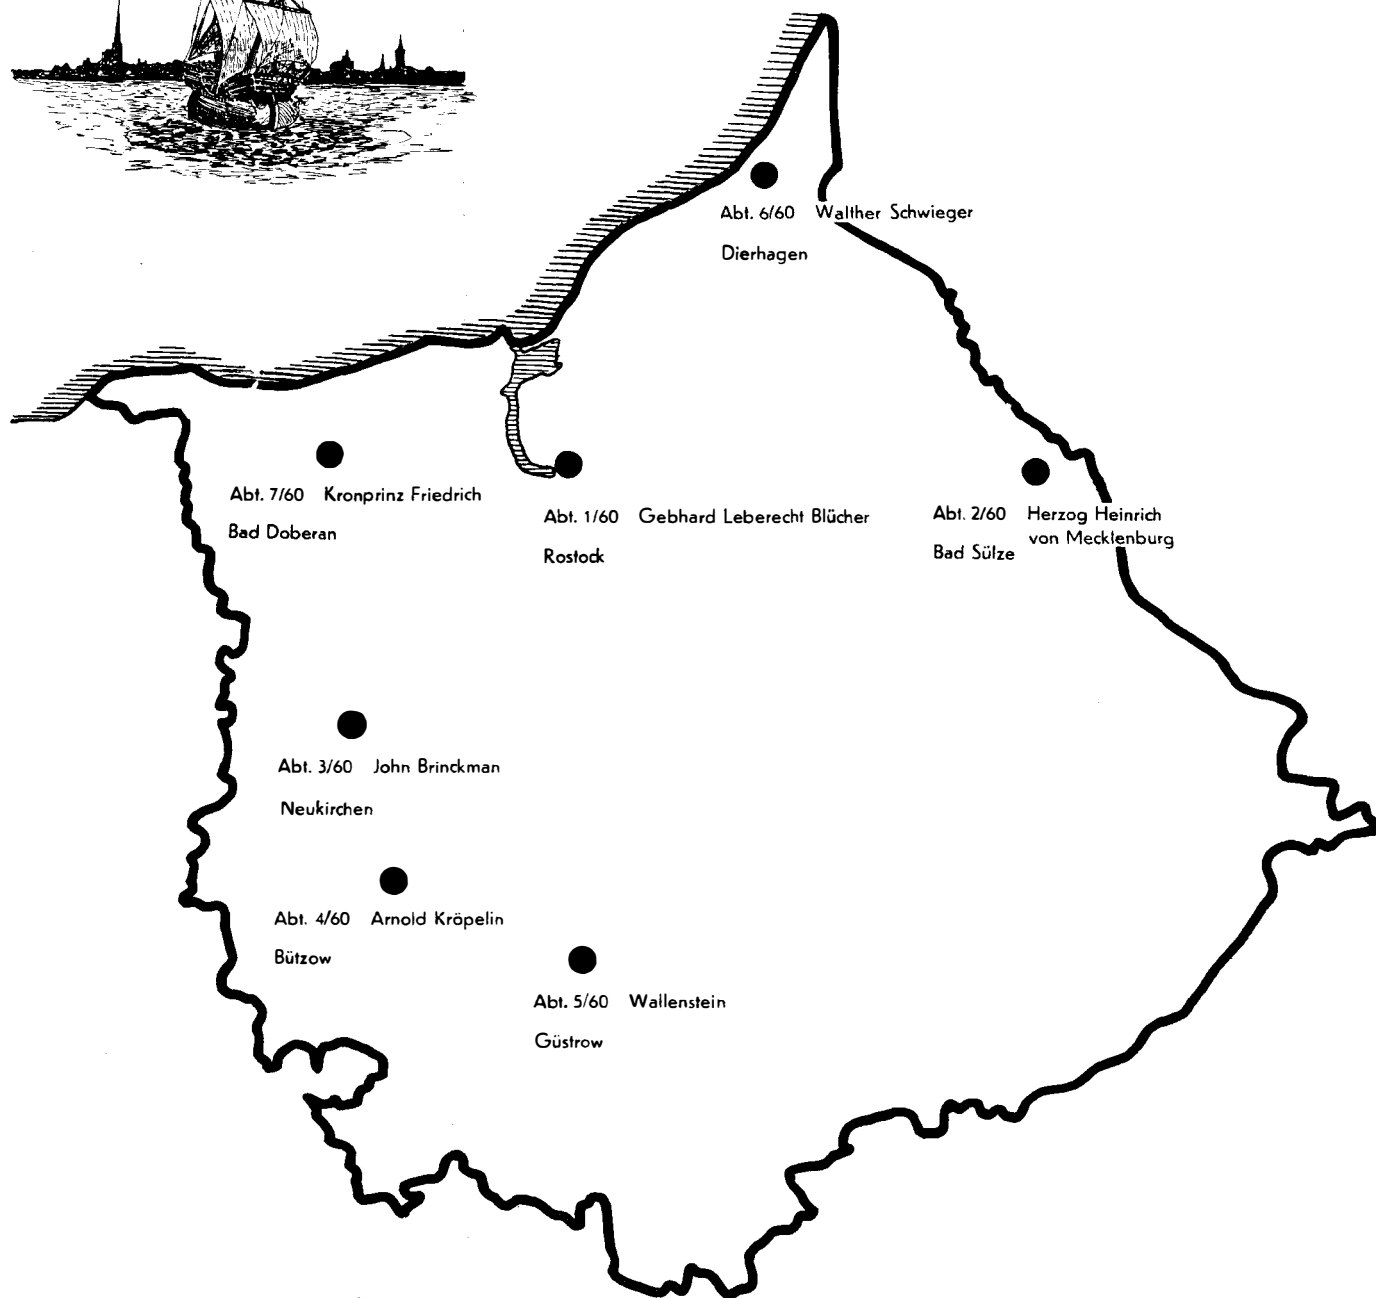 Abt. 6/60 Walther Schwieger
Dierhagen
Abt. 7/60 Kronprinz Friedrich
Bad Doberan
Abt. 1/60 Gebhard Leberecht Blücher
Rostock
Abt. 2/60 Herzog Heinrich
von Mecklenburg
Bad Sülze
Abt. 3/60 John Brinckman
Neukirchen
Abt. 4/60 Arnold Kröpelin
Bützow
Abt. 5/60 Wallenstein
Güstrow